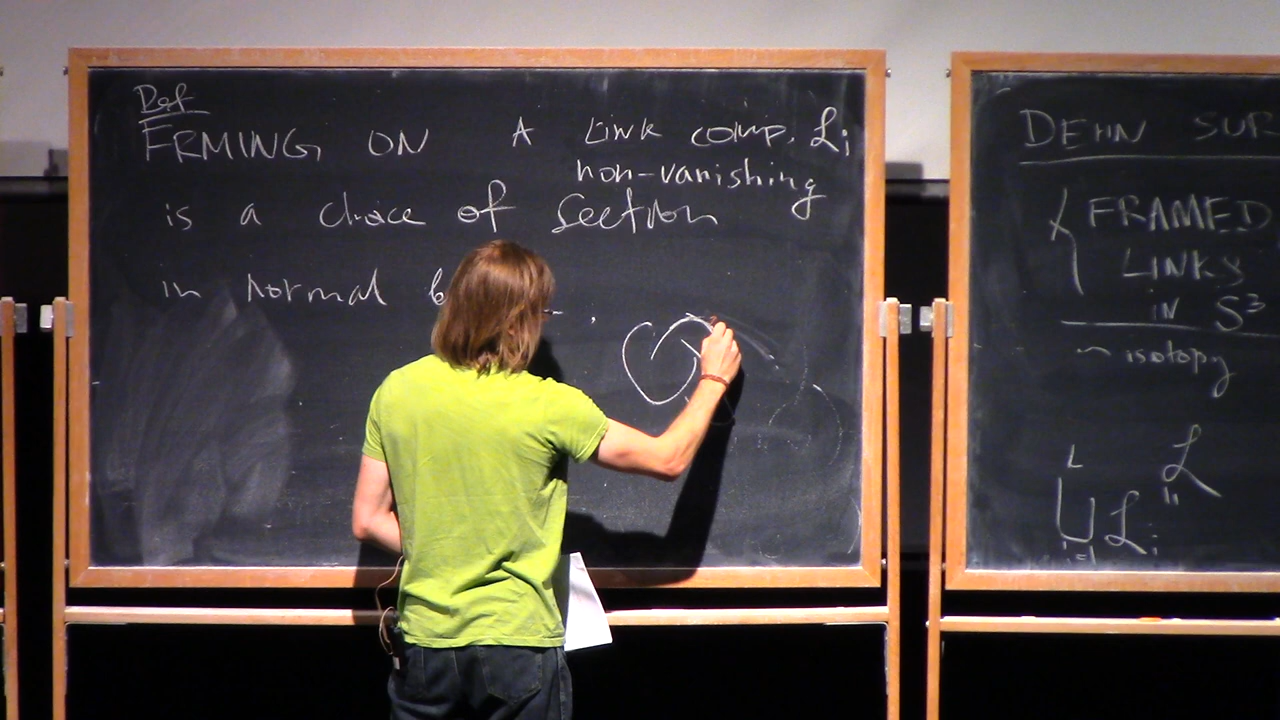 Def
FRMING ON A LINK COMP. ℒi
non-vanishing
is a choice of section
in normal
DEHN SUR
{ FRAMED
LINKS
IN S³
~ isotopy
L
⋃ ℒi
i=1
ℒ
=